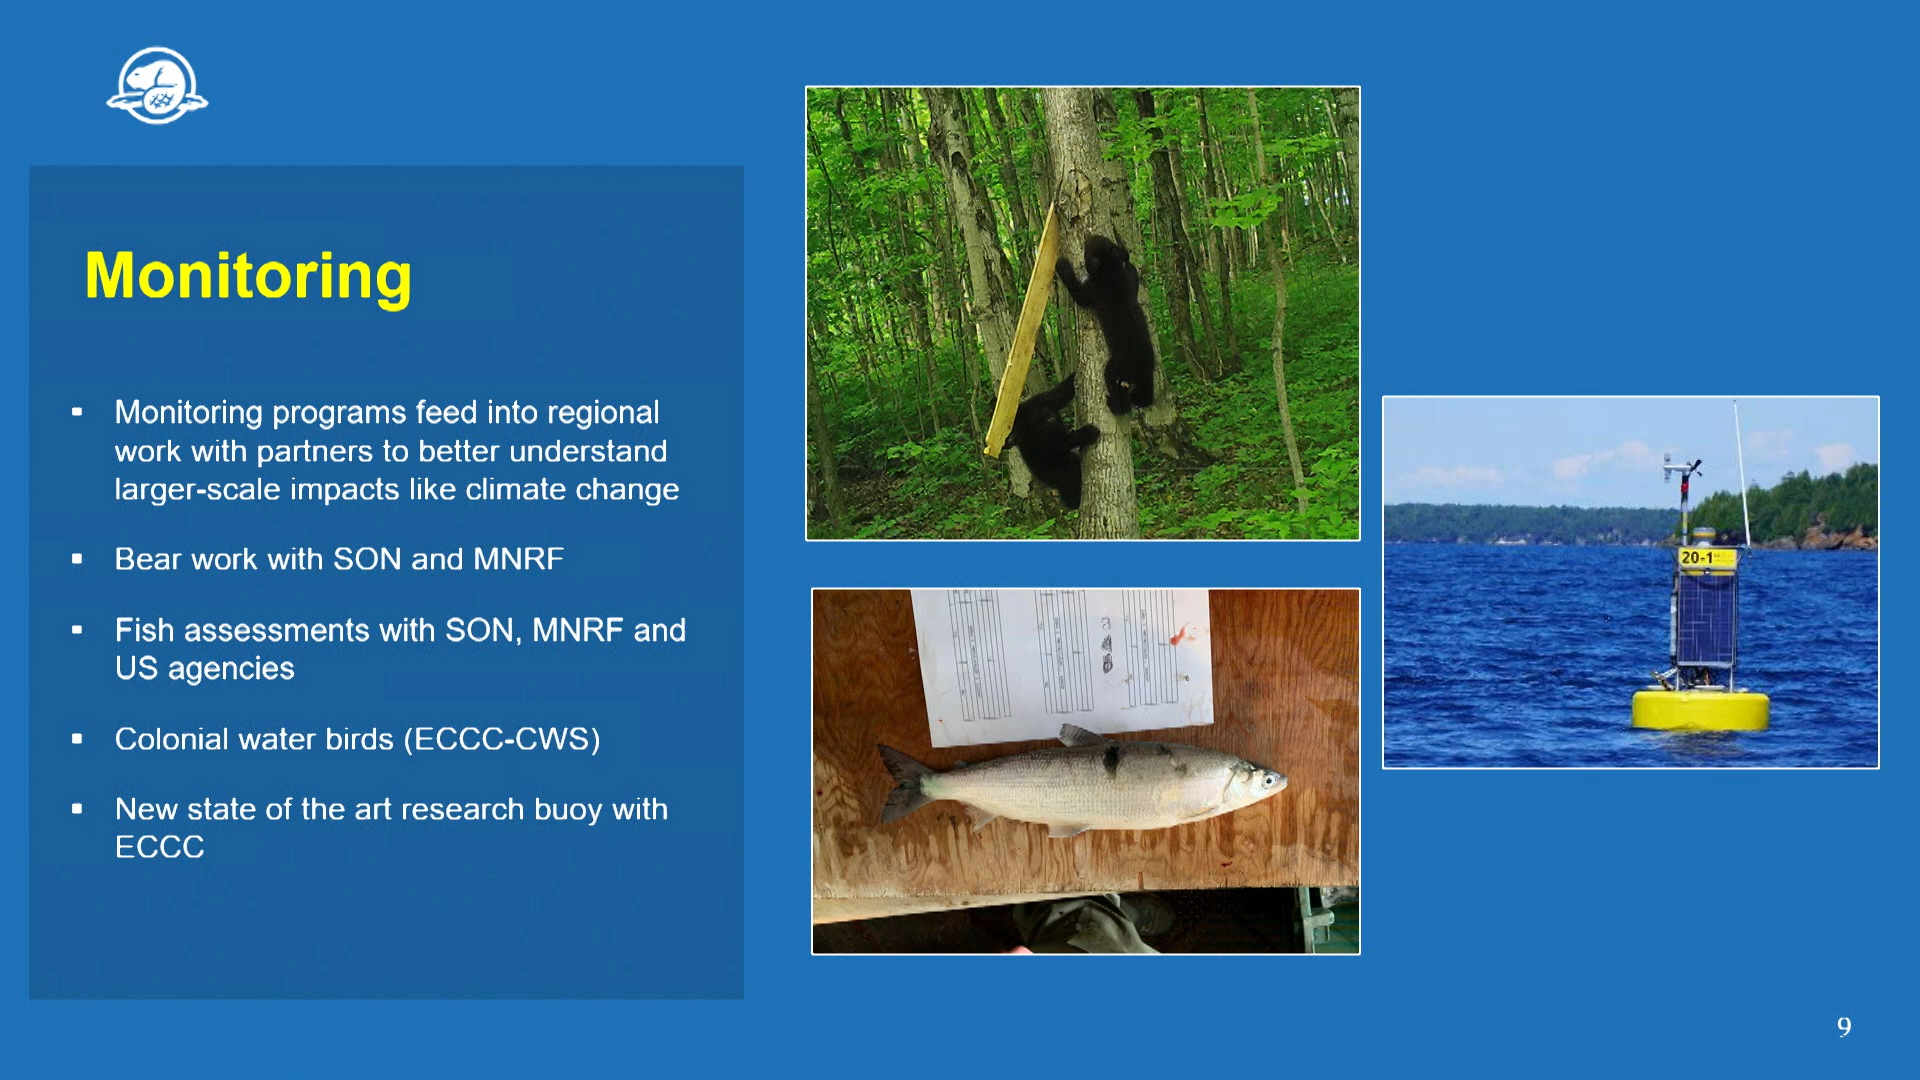 Monitoring
▪ Monitoring programs feed into regional
work with partners to better understand
larger-scale impacts like climate change
▪ Bear work with SON and MNRF
▪ Fish assessments with SON, MNRF and
US agencies
▪ Colonial water birds (ECCC-CWS)
▪ New state of the art research buoy with
ECCC
20-1
9